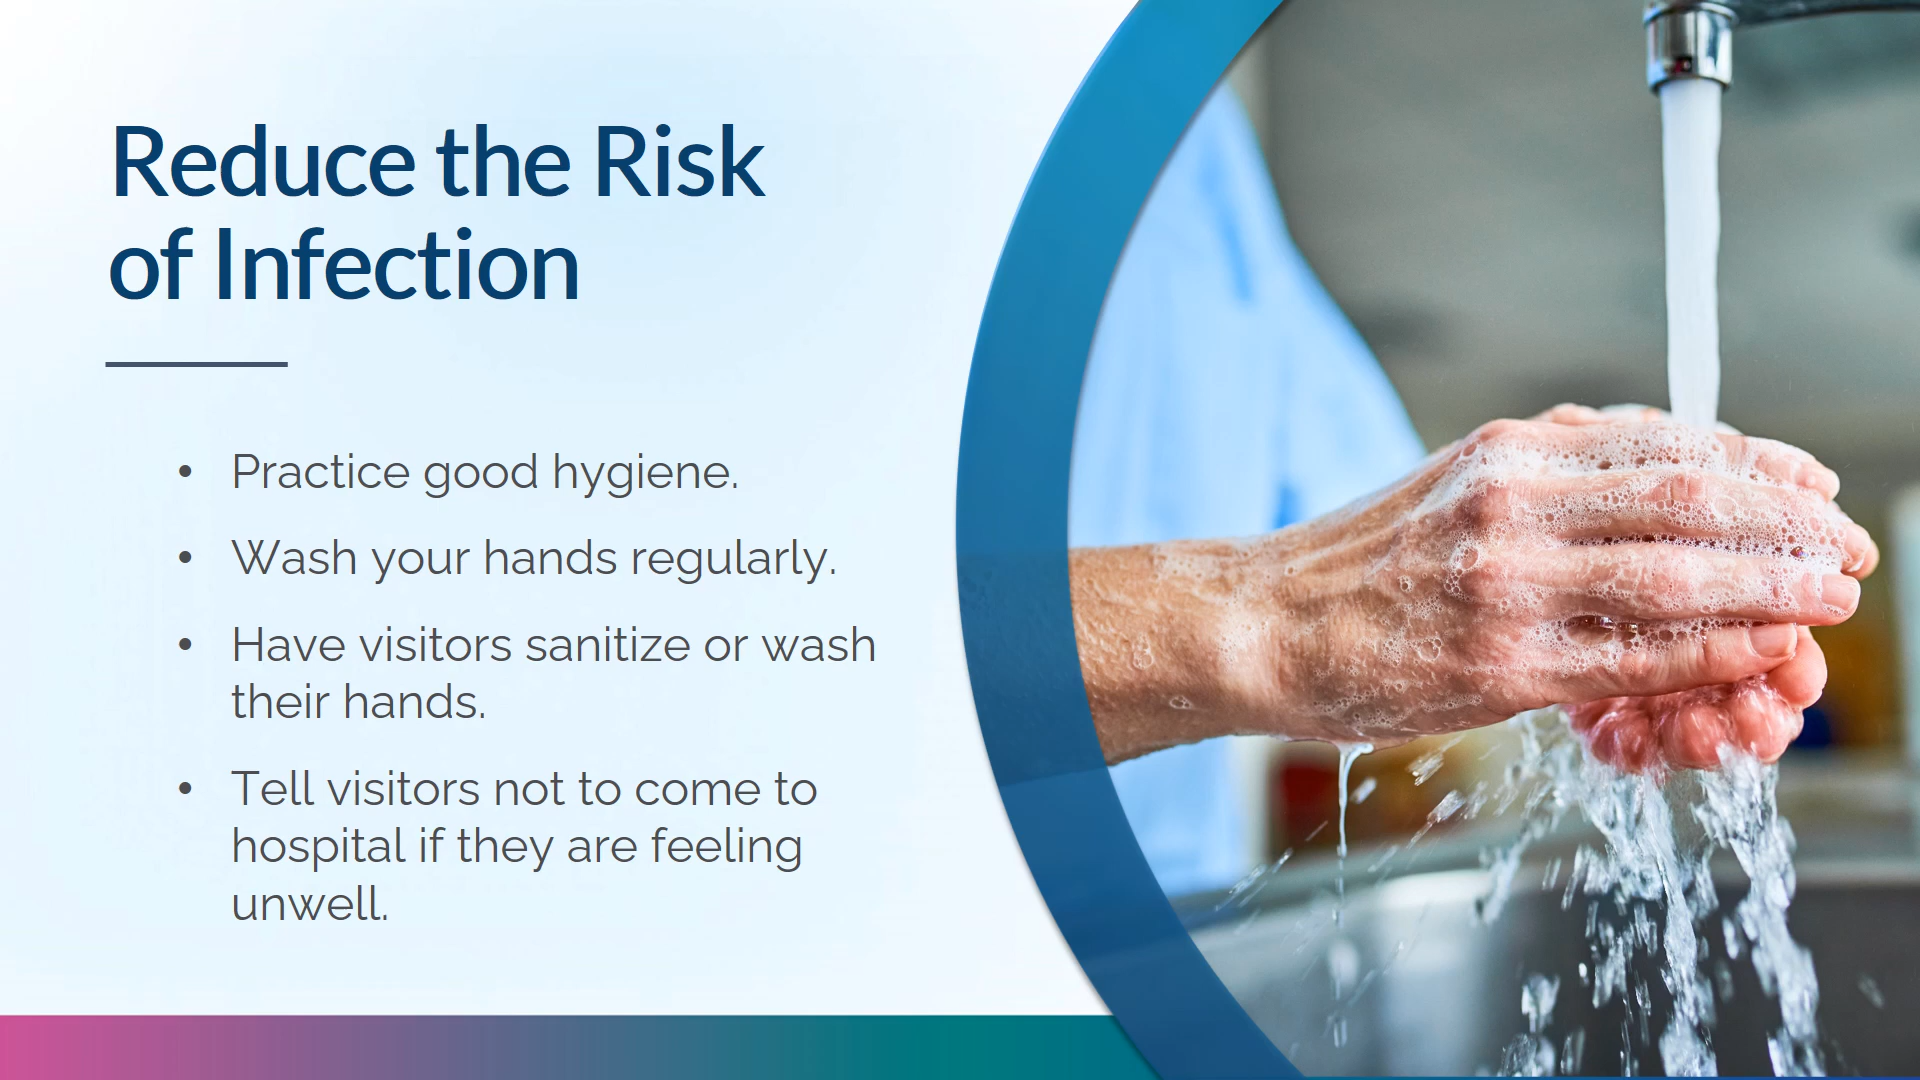 Reduce the Risk
of Infection
• Practice good hygiene.
• Wash your hands regularly.
• Have visitors sanitize or wash
their hands.
• Tell visitors not to come to
hospital if they are feeling
unwell.